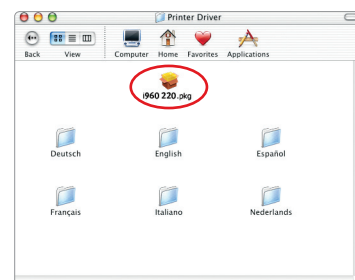 Printer Driver
Back View Computer Home Favorites Applications
i960 220.pkg
Deutsch English Español
Français Italiano Nederlands